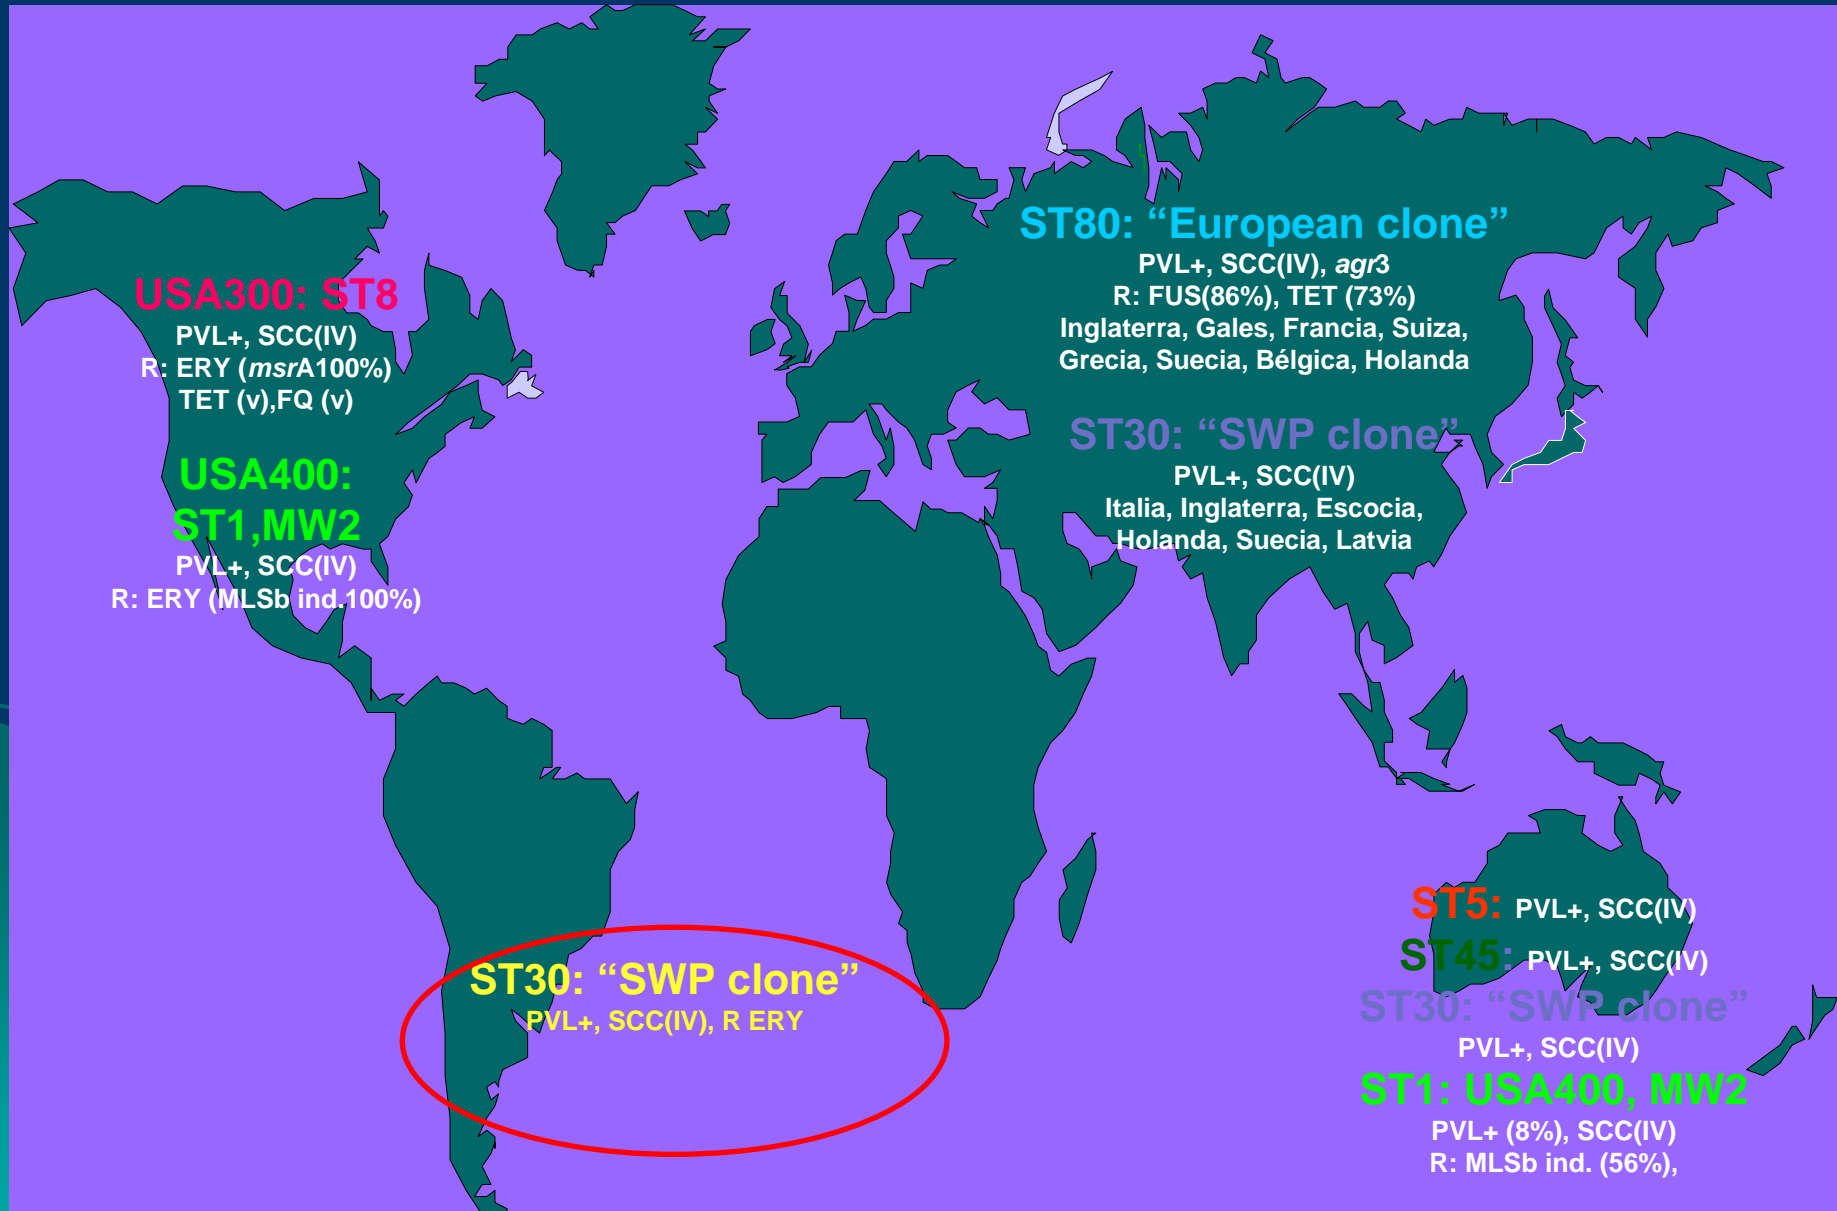 USA300: ST8
PVL+, SCC(IV)
R: ERY (msrA100%)
TET (v),FQ (v)
USA400:
ST1,MW2
PVL+, SCC(IV)
R: ERY (MLSb ind.100%)
ST80: “European clone”
PVL+, SCC(IV), agr3
R: FUS(86%), TET (73%)
Inglaterra, Gales, Francia, Suiza,
Grecia, Suecia, Bélgica, Holanda
ST30: “SWP clone”
PVL+, SCC(IV)
Italia, Inglaterra, Escocia,
Holanda, Suecia, Latvia
ST30: “SWP clone”
PVL+, SCC(IV), R ERY
ST5: PVL+, SCC(IV)
ST45: PVL+, SCC(IV)
ST30: “SWP clone”
PVL+, SCC(IV)
ST1: USA400, MW2
PVL+ (8%), SCC(IV)
R: MLSb ind. (56%),